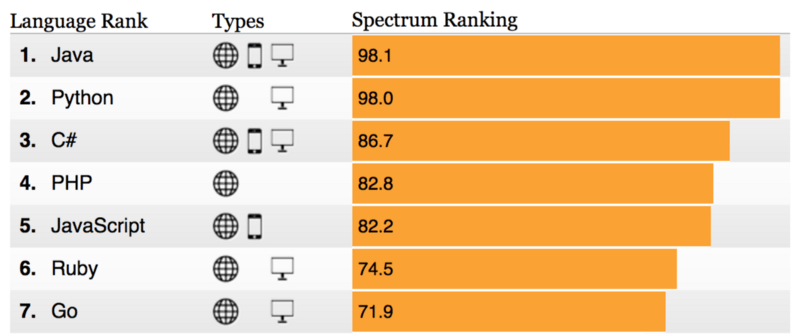 Language Rank Types Spectrum Ranking
1. Java 98.1
2. Python 98.0
3. C# 86.7
4. PHP 82.8
5. JavaScript 82.2
6. Ruby 74.5
7. Go 71.9